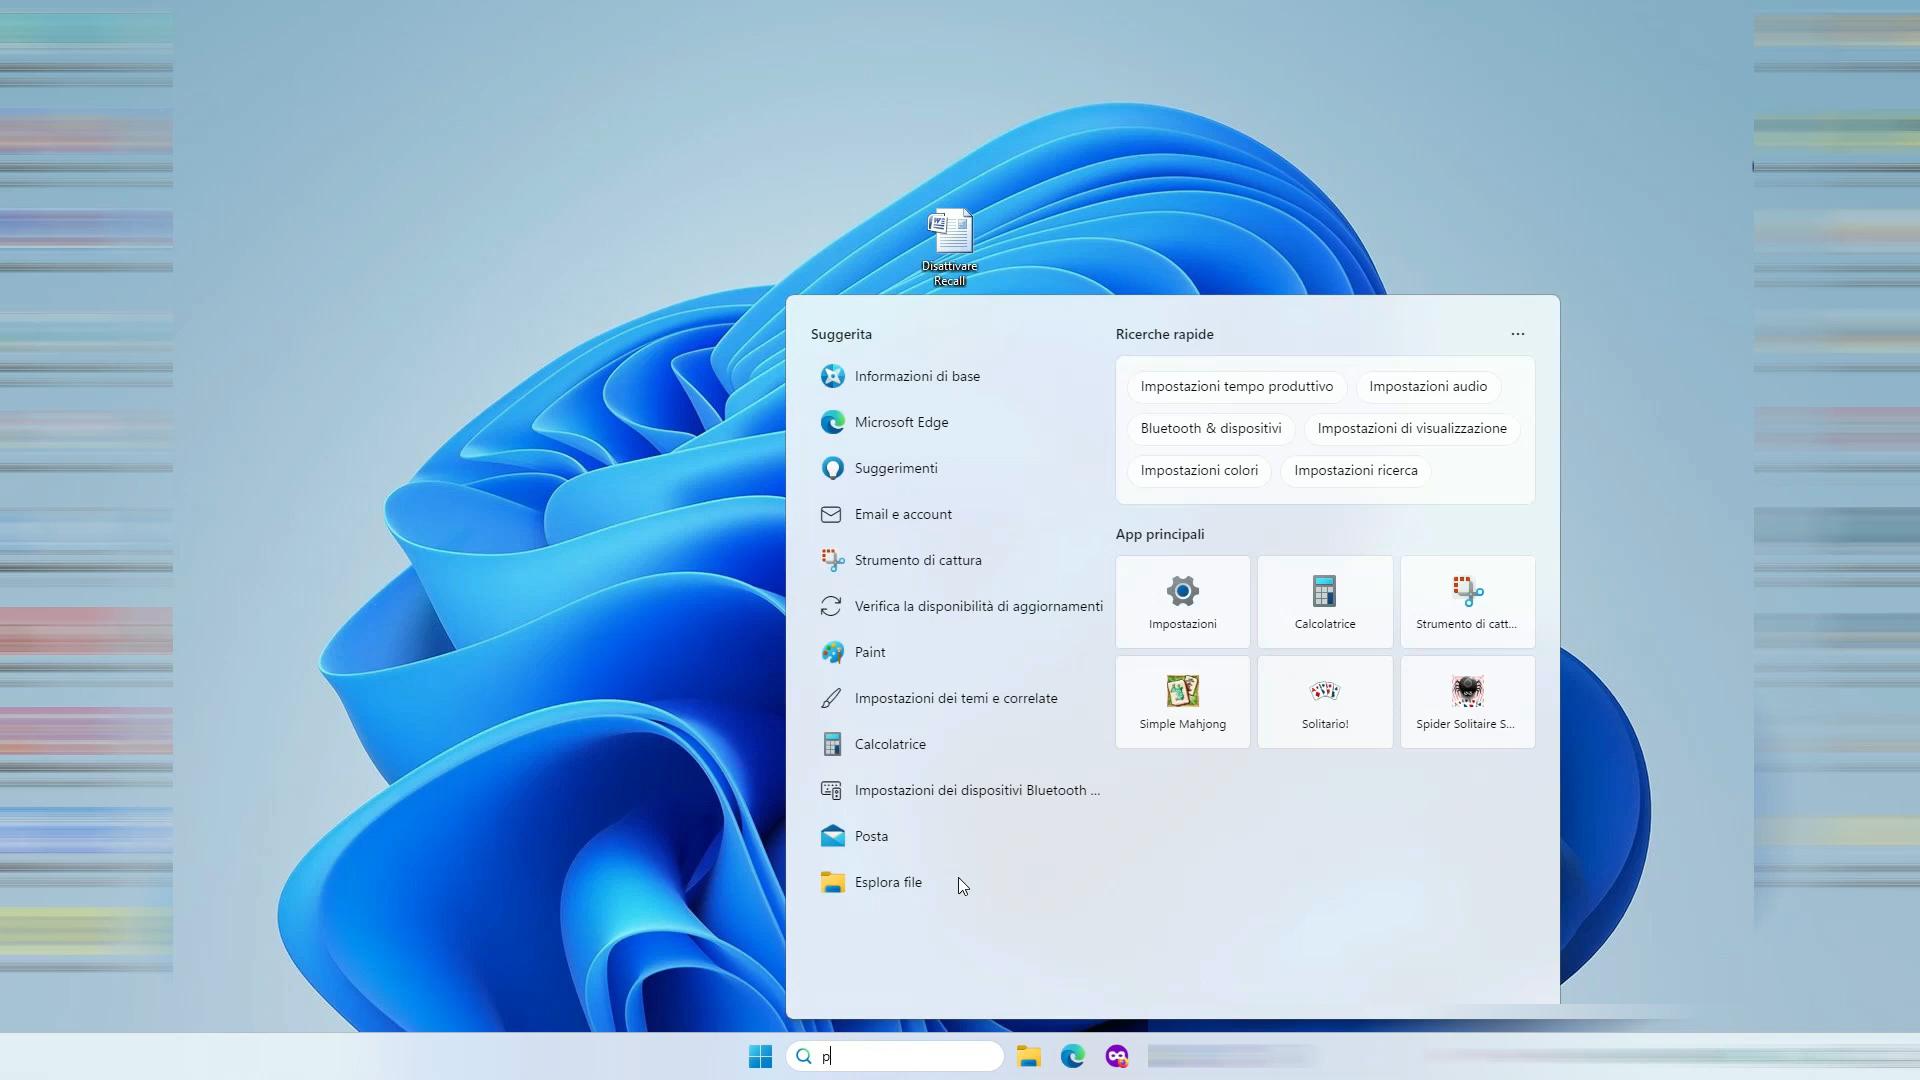 Disattivare
Recall
Suggerita
Informazioni di base
Microsoft Edge
Suggerimenti
Email e account
Strumento di cattura
Verifica la disponibilità di aggiornamenti
Paint
Impostazioni dei temi e correlate
Calcolatrice
Impostazioni dei dispositivi Bluetooth ...
Posta
Esplora file
Ricerche rapide
Impostazioni tempo produttivo
Impostazioni audio
Bluetooth & dispositivi
Impostazioni di visualizzazione
Impostazioni colori
Impostazioni ricerca
App principali
Impostazioni
Calcolatrice
Strumento di catt...
Simple Mahjong
Solitario!
Spider Solitaire S...
p